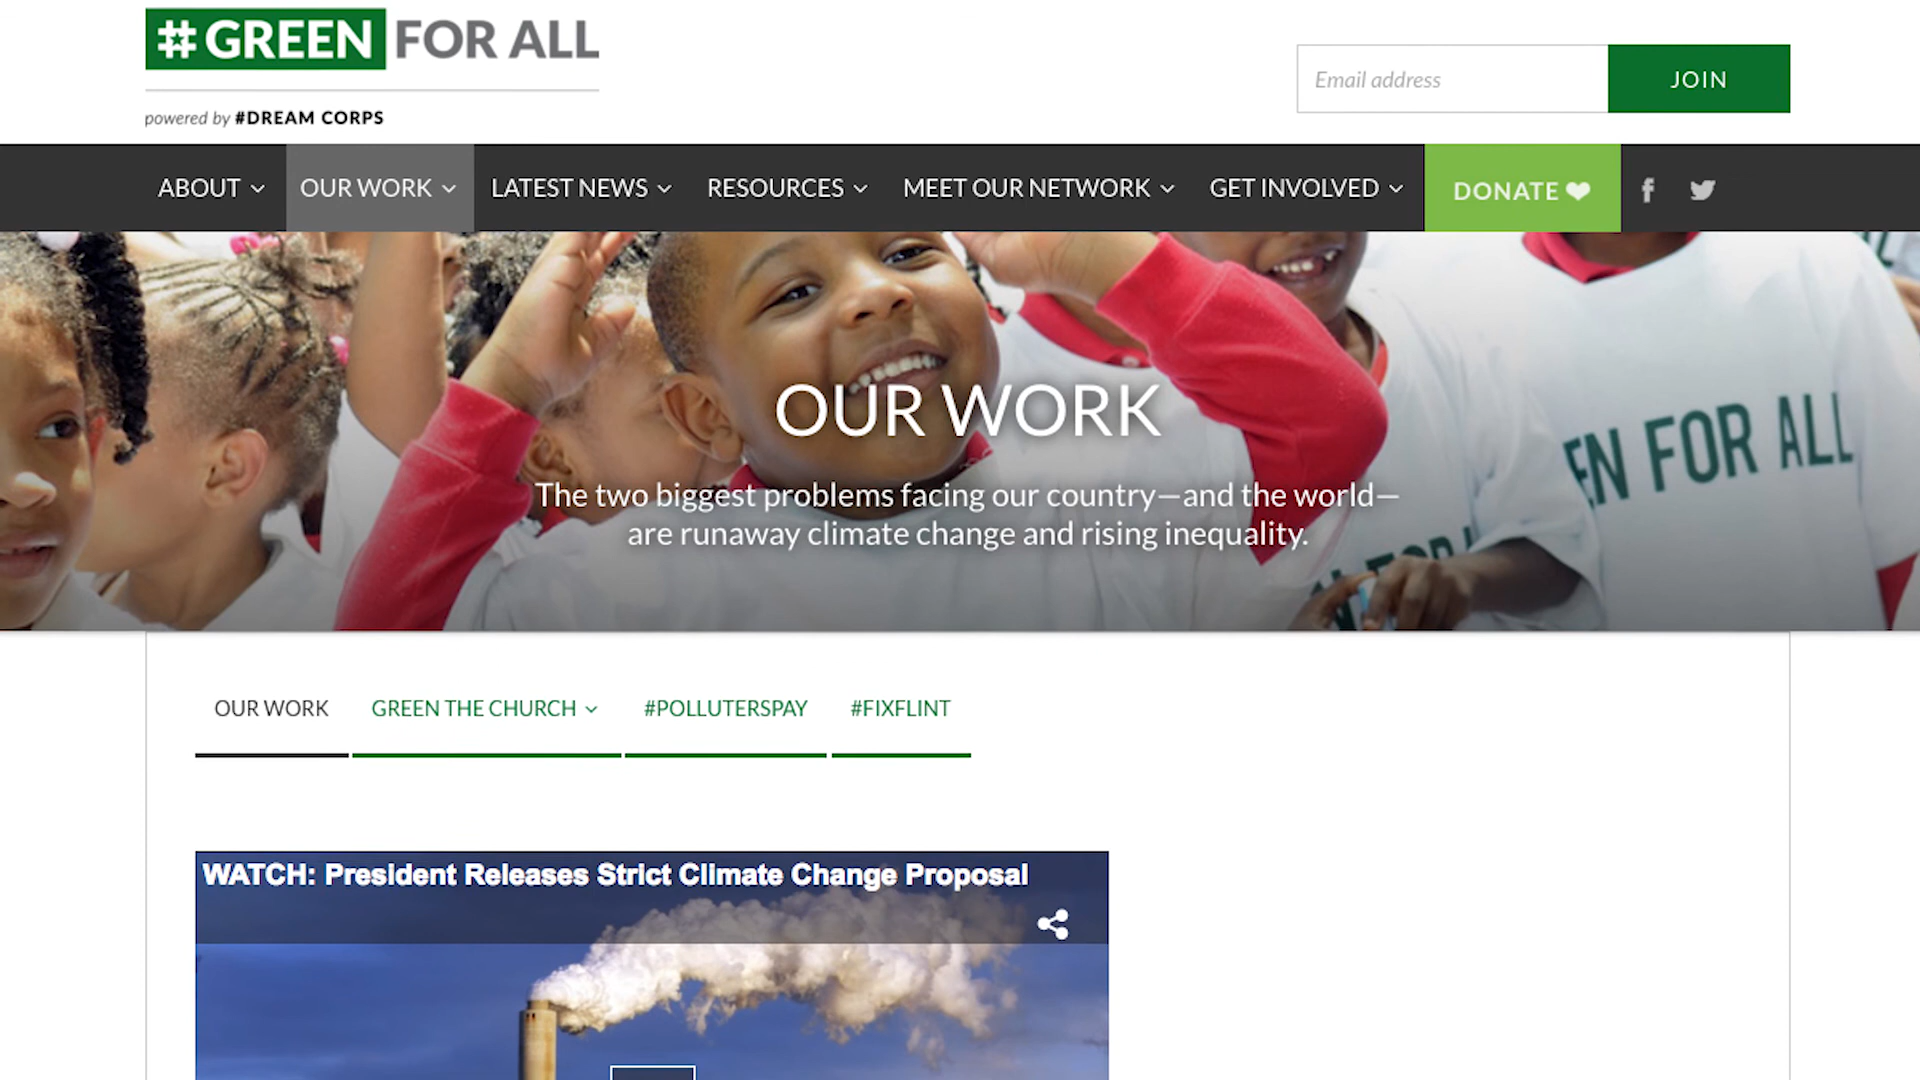 #GREEN FOR ALL
powered by #DREAM CORPS
Email address
JOIN
ABOUT
OUR WORK
LATEST NEWS
RESOURCES
MEET OUR NETWORK
GET INVOLVED
DONATE
OUR WORK
The two biggest problems facing our country—and the world—
are runaway climate change and rising inequality.
EN FOR ALL
OUR WORK
GREEN THE CHURCH
#POLLUTERSPAY
#FIXFLINT
WATCH: President Releases Strict Climate Change Proposal